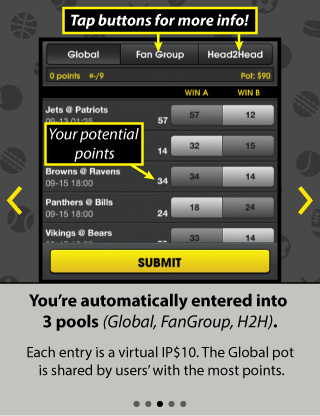 Tap buttons for more info!
Global Fan Group Head2Head
0 points #-/9 Pot: $90
WIN A WIN B
Jets @ Patriots
09-13 01:25 57 57 12
Your potential
points
14 32 15
Browns @ Ravens
09-15 18:00 34 34 14
Panthers @ Bills
09-15 18:00 24 18 24
Vikings @ Bears
33 14
SUBMIT
You're automatically entered into
3 pools (Global, FanGroup, H2H).
Each entry is a virtual IP$10. The Global pot
is shared by users' with the most points.